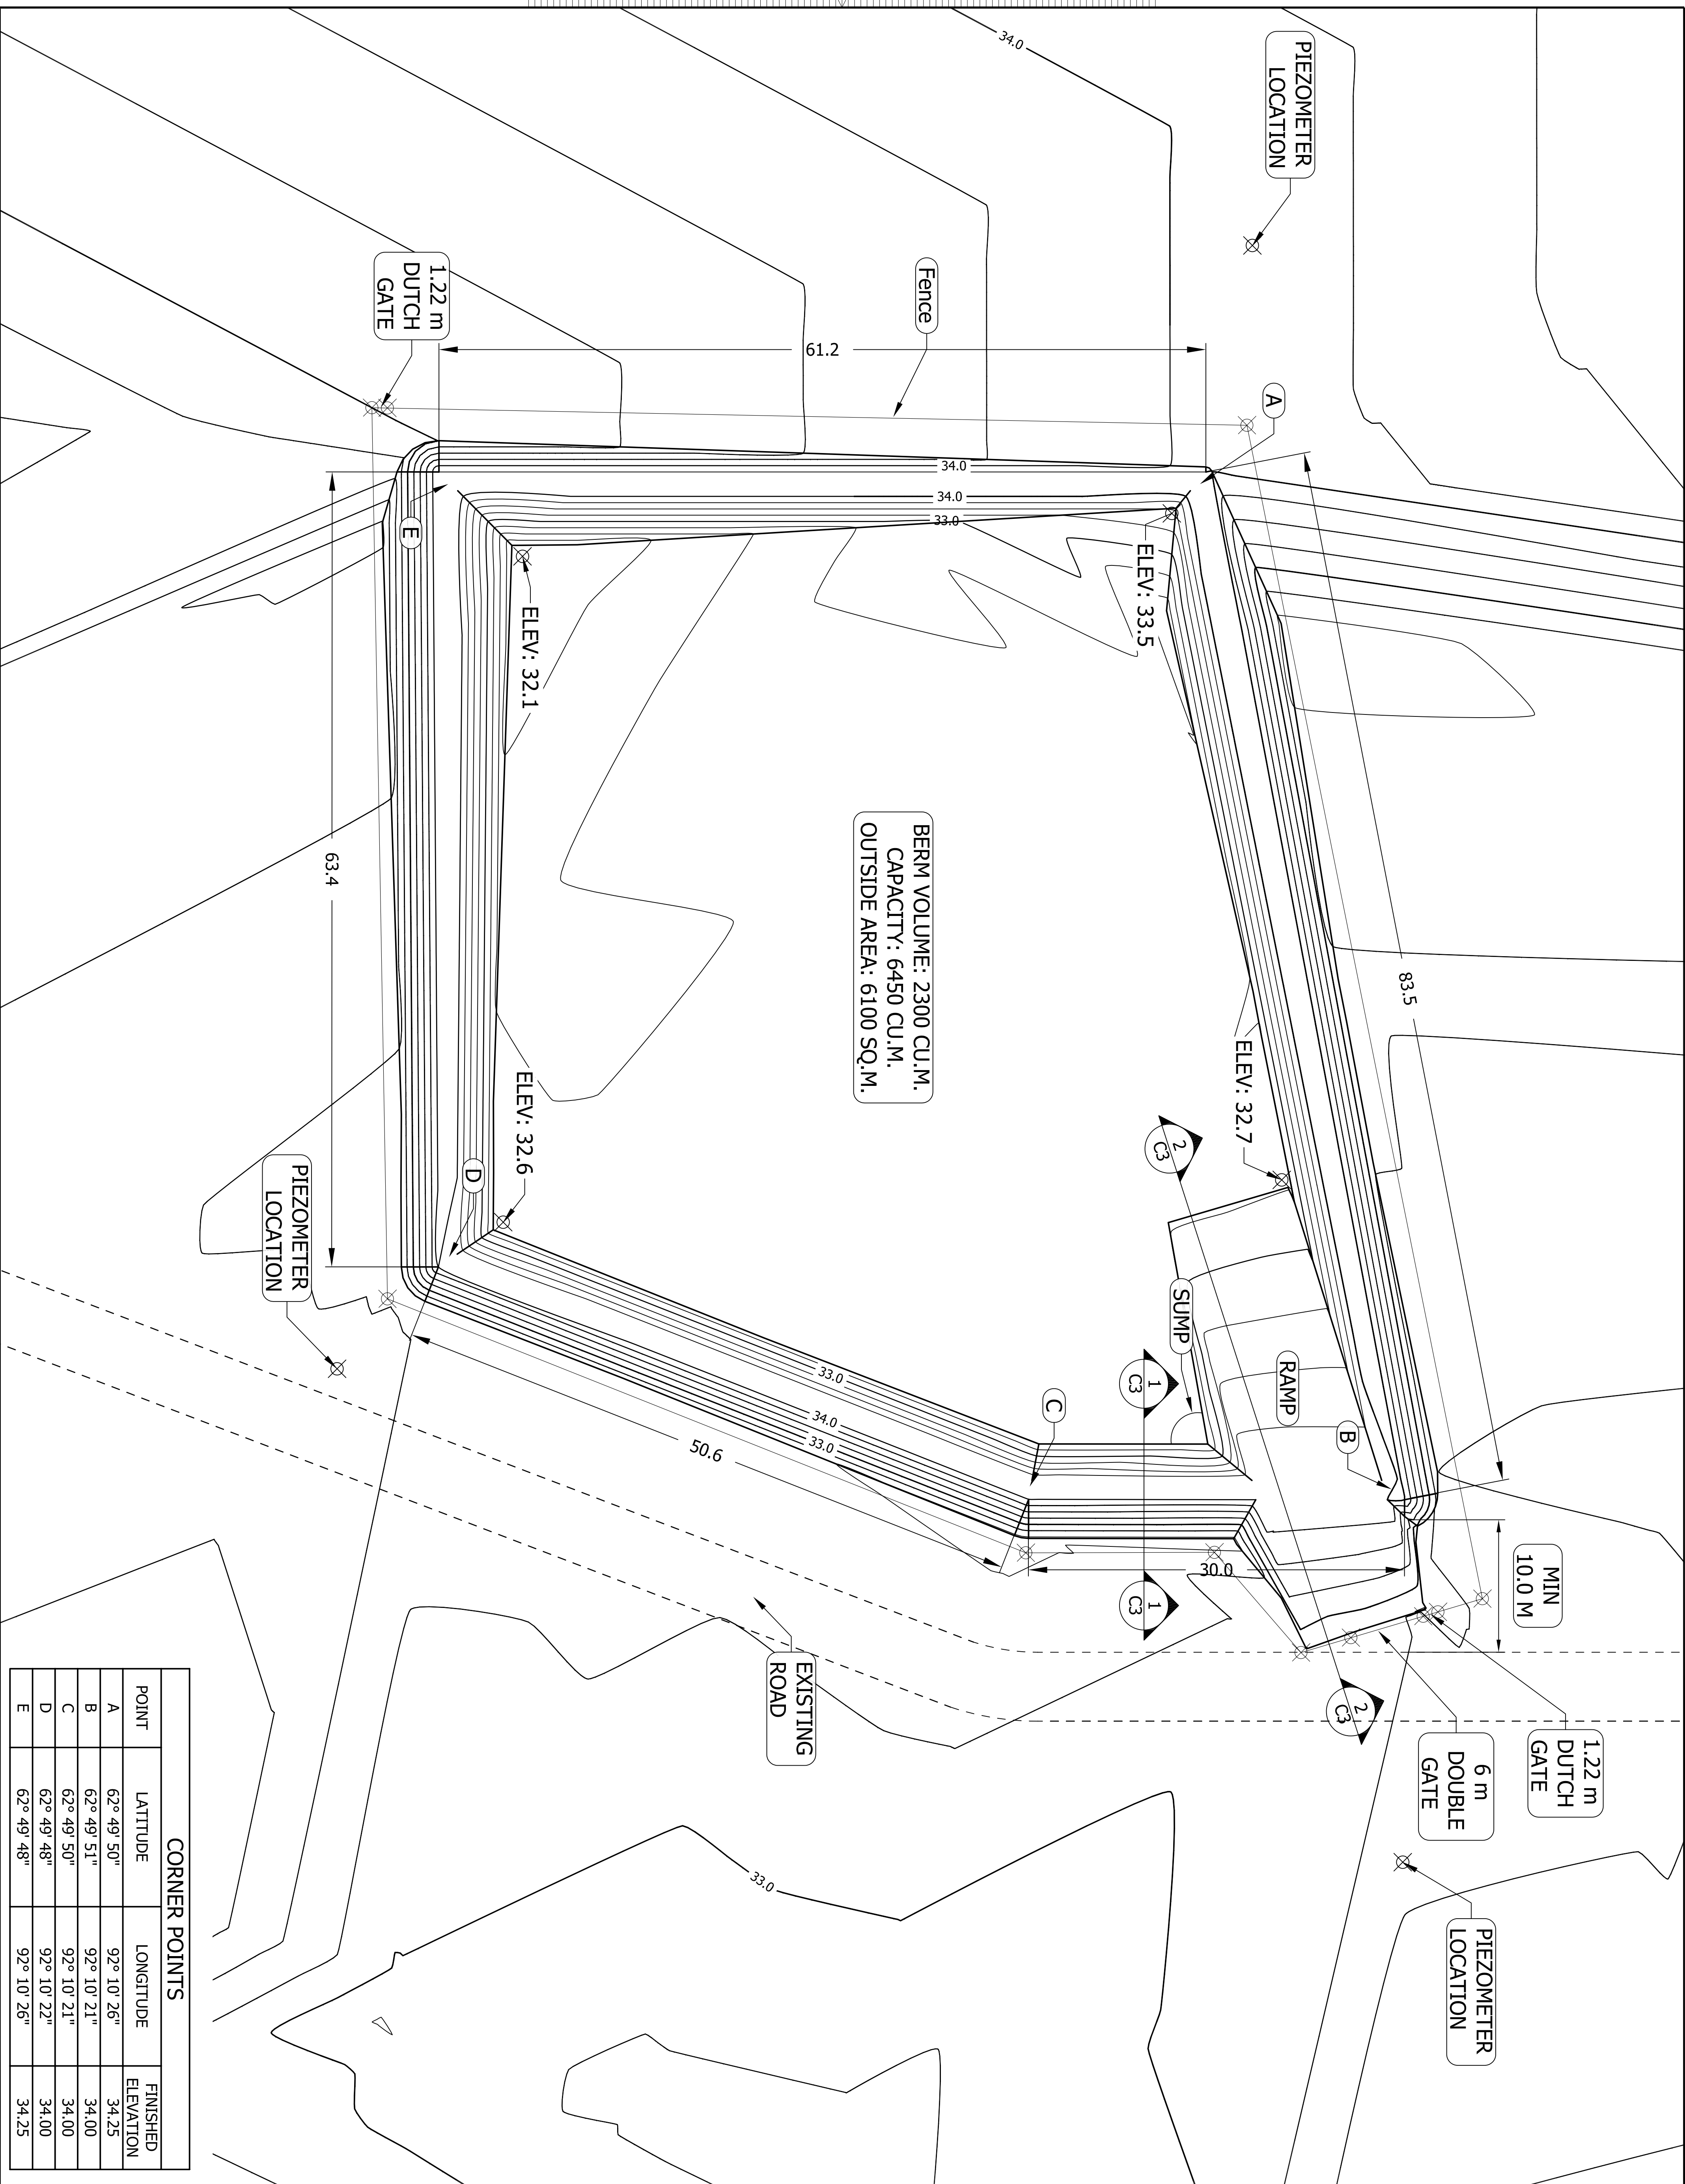 PIEZOMETER
LOCATION
34.0
1.22 m
DUTCH
GATE
Fence
61.2
A
34.0
34.0
33.0
E
ELEV: 33.5
ELEV: 32.1
83.5
63.4
BERM VOLUME: 2300 CU.M.
CAPACITY: 6450 CU.M.
OUTSIDE AREA: 6100 SQ.M.
ELEV: 32.7
ELEV: 32.6
2
C3
D
PIEZOMETER
LOCATION
SUMP
RAMP
B
1
C3
C
33.0
34.0
33.0
50.6
30.0
MIN
10.0 M
1
C3
2
C3
EXISTING
ROAD
1.22 m
DUTCH
GATE
6 m
DOUBLE
GATE
33.0
PIEZOMETER
LOCATION
CORNER POINTS
POINT LATITUDE LONGITUDE FINISHED ELEVATION
A 62° 49' 50" 92° 10' 26" 34.25
B 62° 49' 51" 92° 10' 21" 34.00
C 62° 49' 50" 92° 10' 21" 34.00
D 62° 49' 48" 92° 10' 22" 34.00
E 62° 49' 48" 92° 10' 26" 34.25